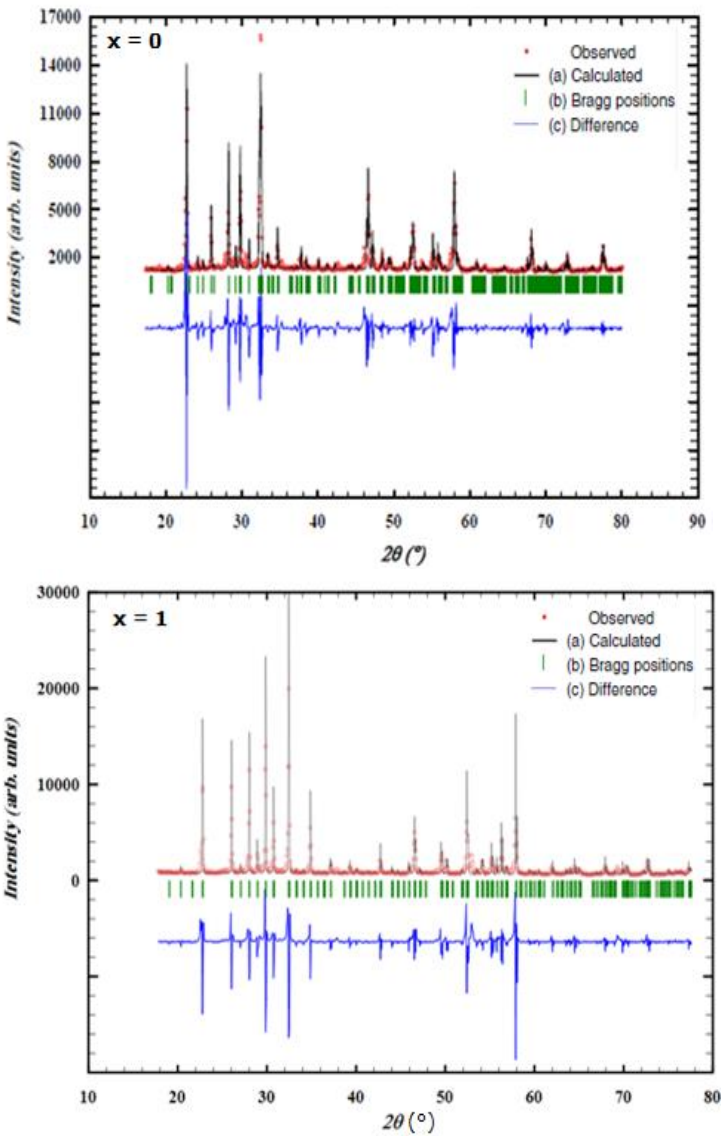 x = 0
17000
14000
11000
8000
5000
2000
Intensity (arb. units)
Observed
(a) Calculated
(b) Bragg positions
(c) Difference
10 20 30 40 50 60 70 80 90
2θ (°)
x = 1
30000
20000
10000
0
Intensity (arb. units)
Observed
(a) Calculated
(b) Bragg positions
(c) Difference
10 20 30 40 50 60 70 80
2θ (°)